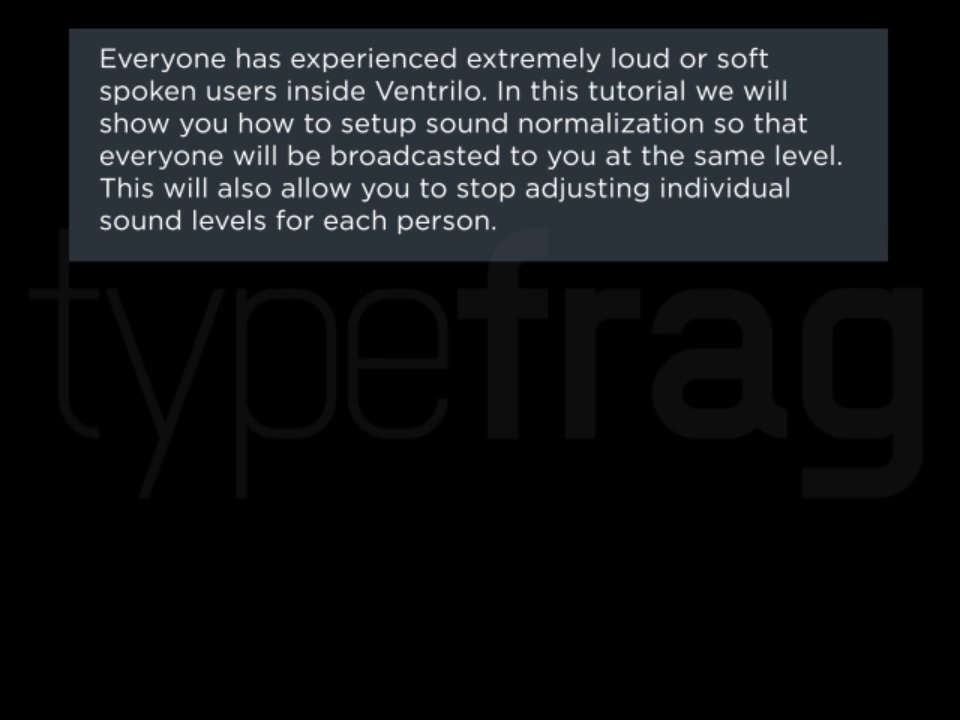 Everyone has experienced extremely loud or soft
spoken users inside Ventrilo. In this tutorial we will
show you how to setup sound normalization so that
everyone will be broadcasted to you at the same level.
This will also allow you to stop adjusting individual
sound levels for each person.
typefrag